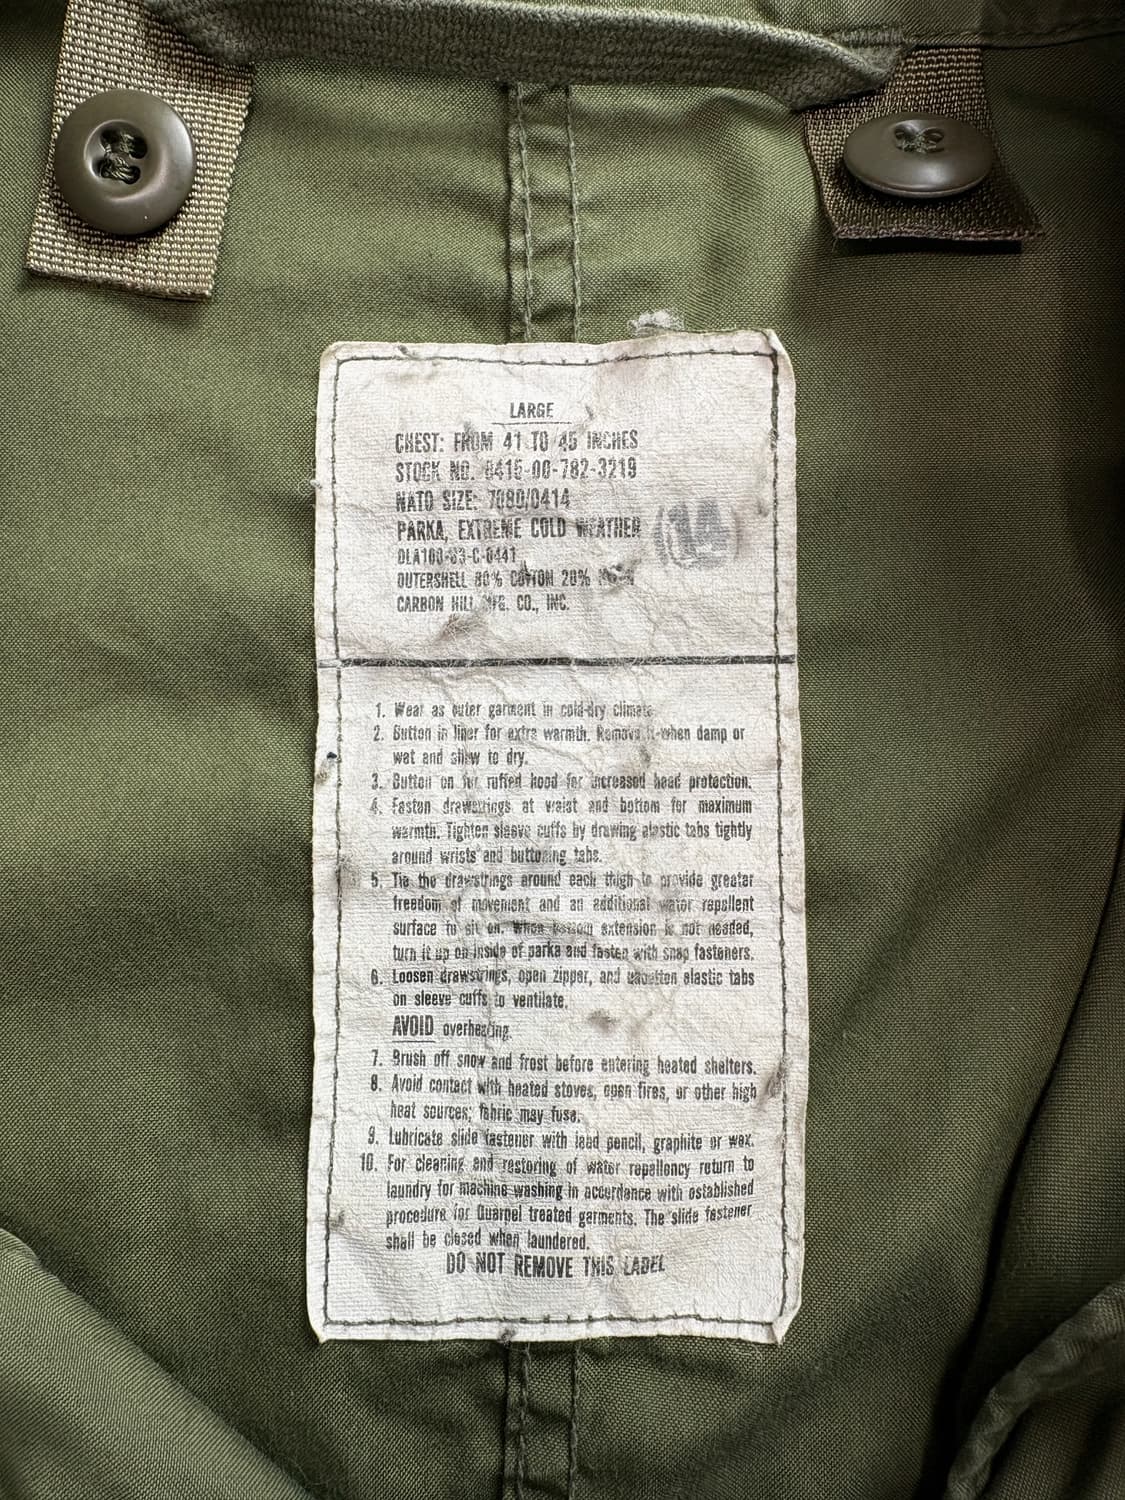 LARGE
CHEST: FROM 41 TO 45 INCHES
STOCK NO. 8415-00-782-3219
NATO SIZE: 7080/0414
PARKA, EXTREME COLD WEATHER
DLA100-83-C-0441
OUTERSHELL 80% COTTON 20%
CARBON HILL MFG. CO., INC.
1. Wear as outer garment in cold-dry climate
2. Button in liner for extra warmth. Remove it when damp or
wet and allow to dry.
3. Button on fur ruffed hood for increased head protection.
4. Fasten drawstrings at waist and bottom for maximum
warmth. Tighten sleeve cuffs by drawing elastic tabs tightly
around wrists and buttoning tabs.
5. Tie the drawstrings around each thigh to provide greater
freedom of movement and an additional water repellent
surface to sit on. When bottom extension is not needed,
turn it up on inside of parka and fasten with snap fasteners.
6. Loosen drawstrings, open zipper, and unbutton elastic tabs
on sleeve cuffs to ventilate.
AVOID overheating.
7. Brush off snow and frost before entering heated shelters.
8. Avoid contact with heated stoves, open fires, or other high
heat sources; fabric may fuse.
9. Lubricate slide fastener with lead pencil, graphite or wax.
10. For cleaning and restoring of water repellency return to
laundry for machine washing in accordance with established
procedure for Quarpel treated garments. The slide fastener
shall be closed when laundered.
DO NOT REMOVE THIS LABEL